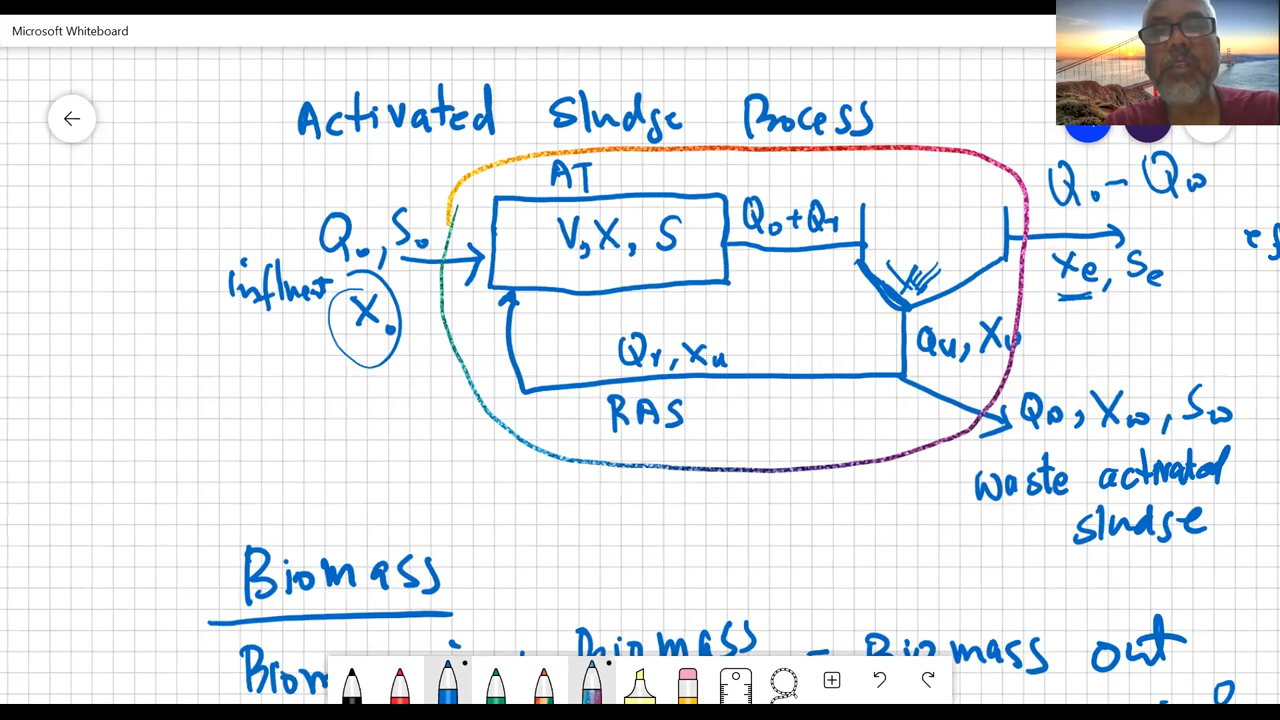 Microsoft Whiteboard
Activated Sludge Process
AT
Q₀ - Qw
Q₀, S₀
V, X, S
Q₀+Qr
influent
X₀
Xe, Se
Qr, Xu
Qu, Xu
RAS
Qw, Xw, Sw
waste activated
sludge
Biomass
Biomass - Biomass out